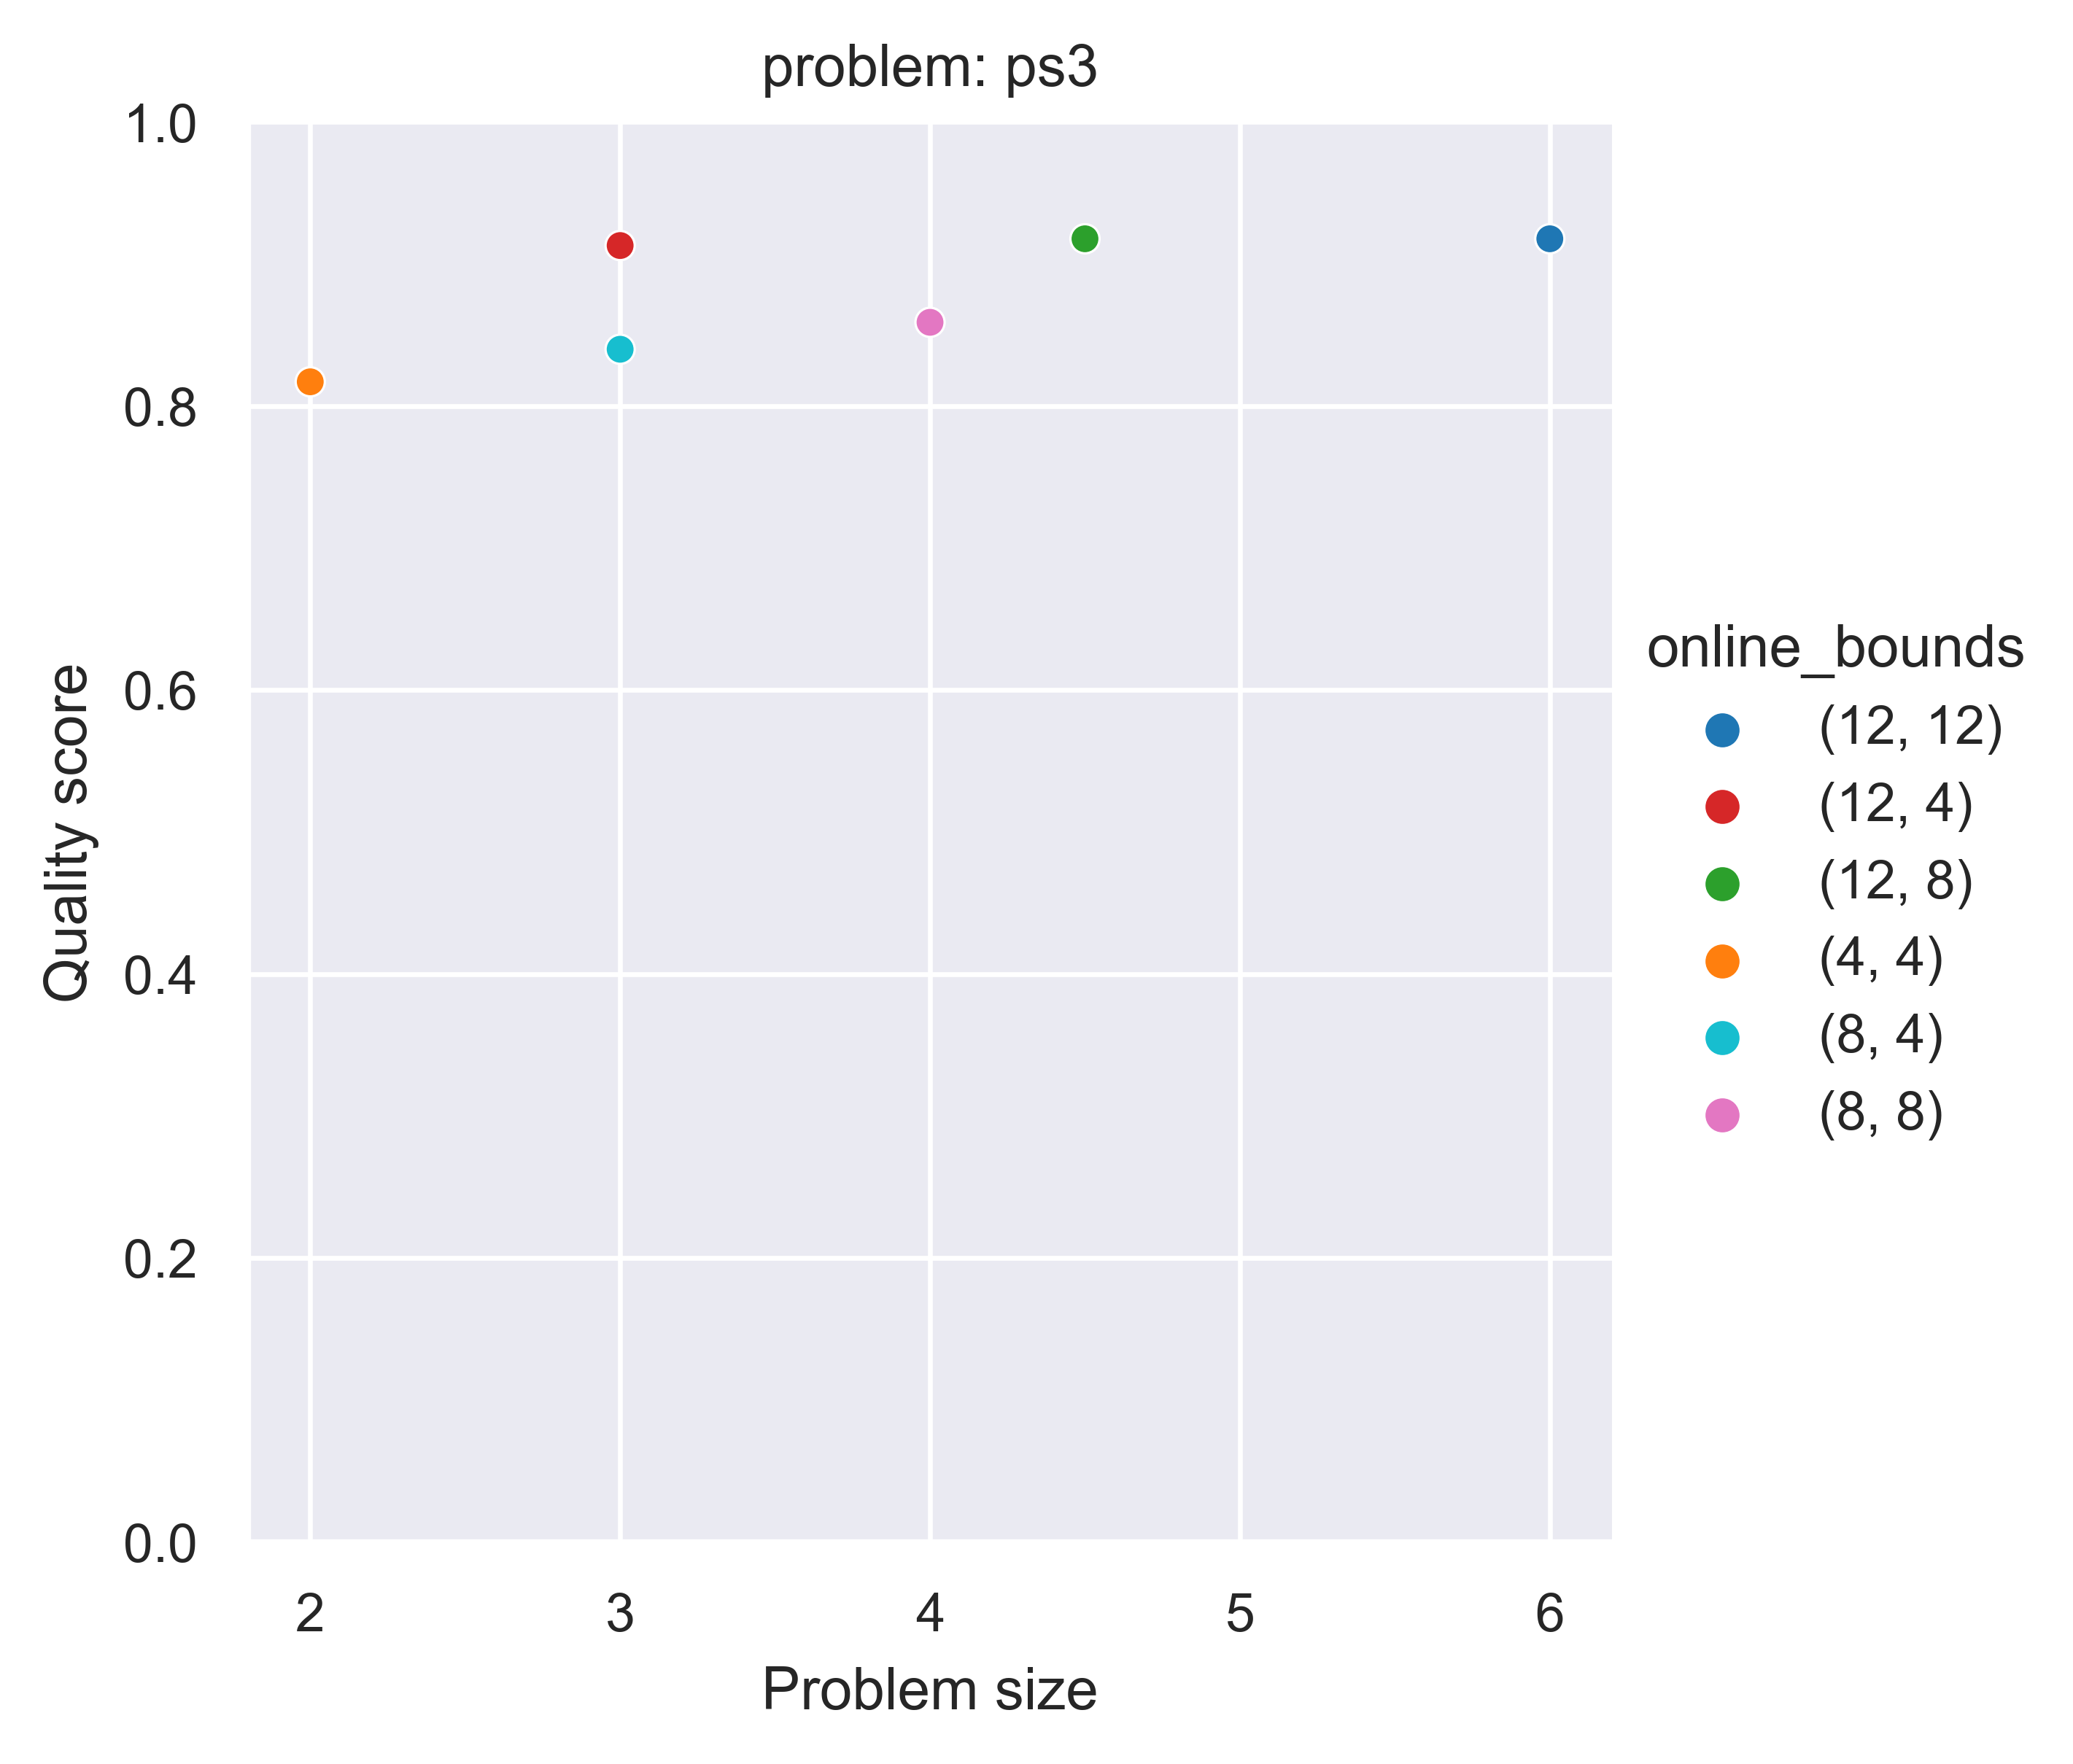 problem: ps3
1.0
0.8
0.6
0.4
0.2
0.0
Quality score
2 3 4 5 6
Problem size
online_bounds
(12, 12)
(12, 4)
(12, 8)
(4, 4)
(8, 4)
(8, 8)